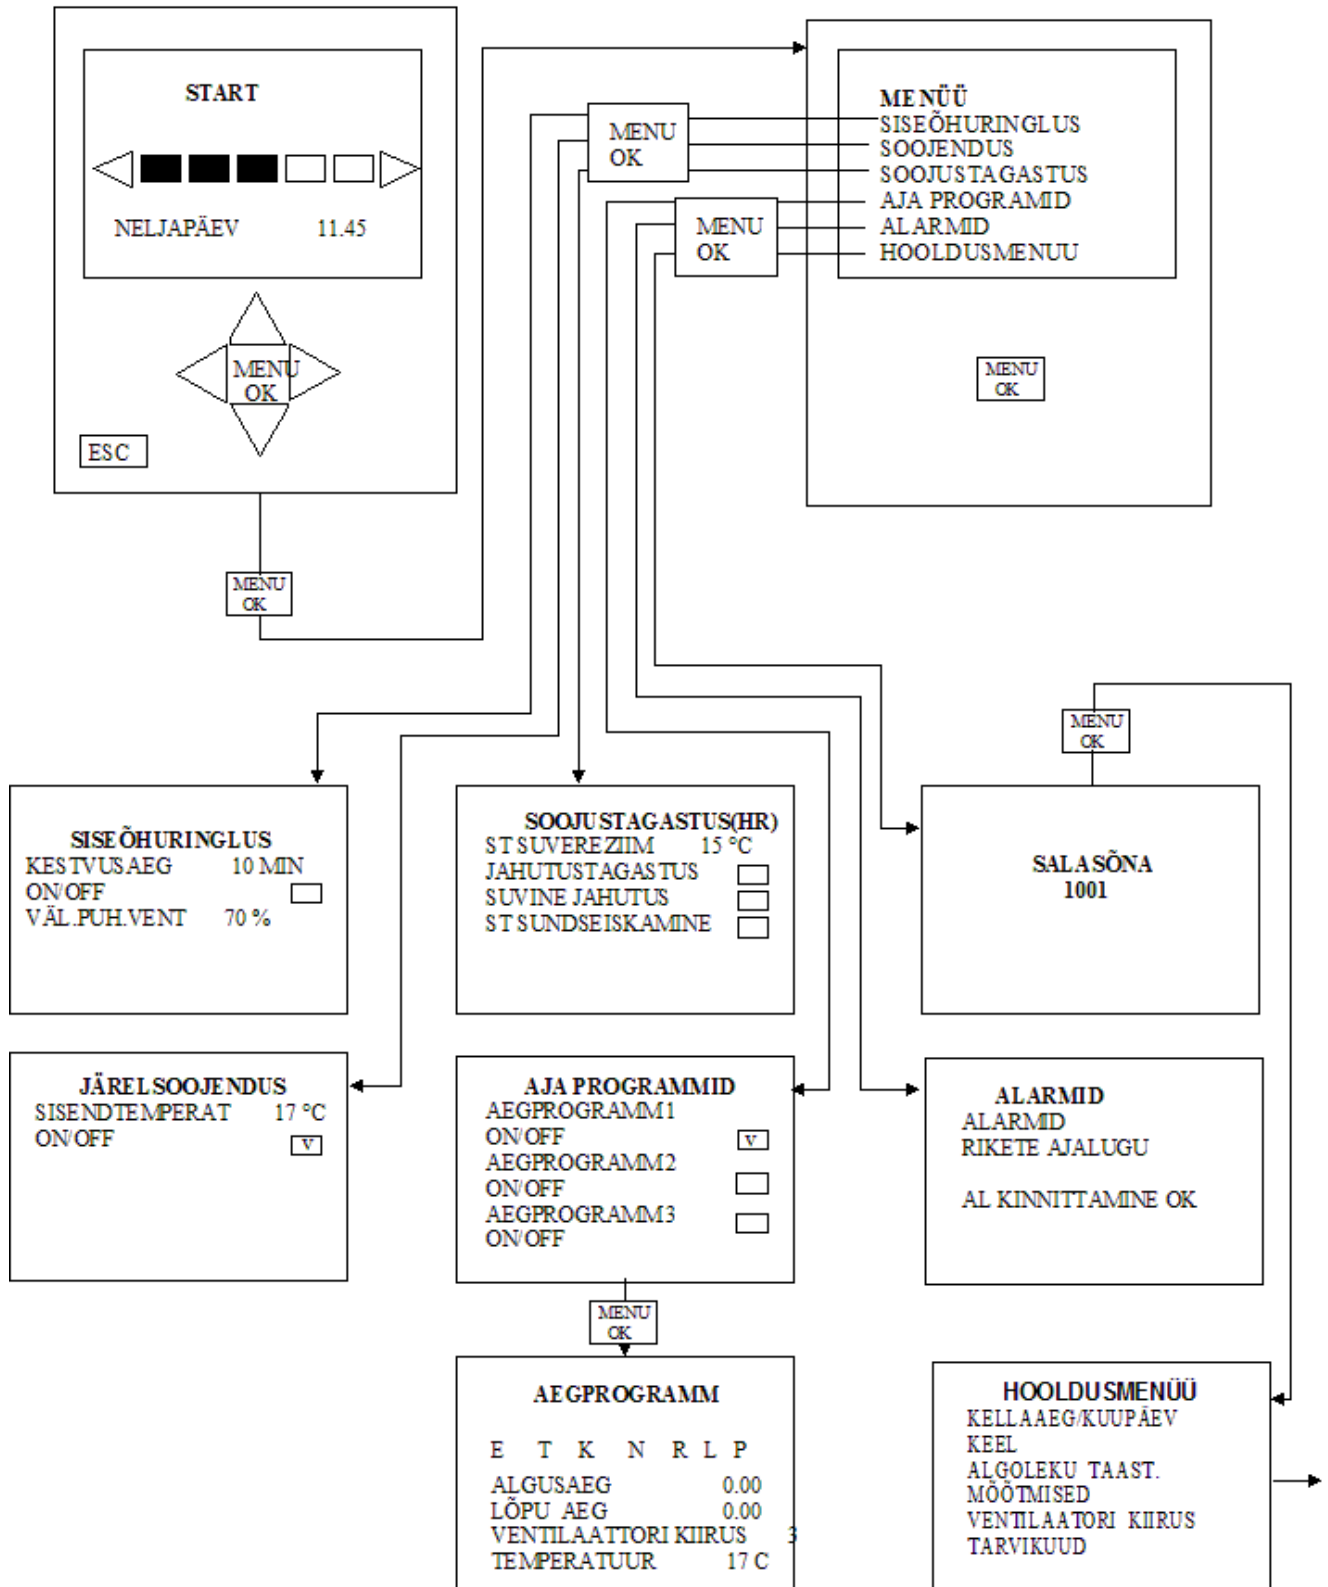 START
NELJAPÄEV 11.45
MENU
OK
ESC
MENU
OK
MENU
OK
MENU
OK
MENÜÜ
SISEÕHURINGLUS
SOOJENDUS
SOOJUSTAGASTUS
AJA PROGRAMID
ALARMID
HOOLDUSMENUU
MENU
OK
MENU
OK
SISEÕHURINGLUS
KESTVUSAEG 10 MIN
ON/OFF
VÄL.PUH.VENT 70 %
SOOJUSTAGASTUS(HR)
ST SUVEREZIIM 15 °C
JAHUTUSTAGASTUS
SUVINE JAHUTUS
ST SUNDSEISKAMINE
SALASÕNA
1001
JÄRELSOOJENDUS
SISENDTEMPERAT 17 °C
ON/OFF V
AJA PROGRAMMID
AEGPROGRAMM1
ON/OFF V
AEGPROGRAMM2
ON/OFF
AEGPROGRAMM3
ON/OFF
ALARMID
ALARMID
RIKETE AJALUGU
AL KINNITTAMINE OK
MENU
OK
AEGPROGRAMM
E T K N R L P
ALGUSAEG 0.00
LÕPU AEG 0.00
VENTILAATTORI KIIRUS 3
TEMPERATUUR 17 C
HOOLDUSMENÜÜ
KELLAAEG/KUUPÄEV
KEEL
ALGOLEKU TAAST.
MÖÖTMISED
VENTILAATORI KIIRUS
TARVIKUUD